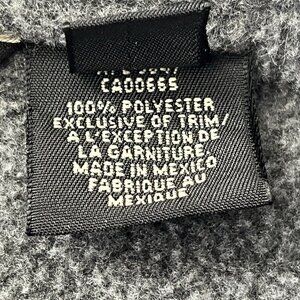 CA00665
100% POLYESTER
EXCLUSIVE OF TRIM/
A L'EXCEPTION DE
LA GARNITURE
MADE IN MEXICO
FABRIQUE AU
MEXIQUE